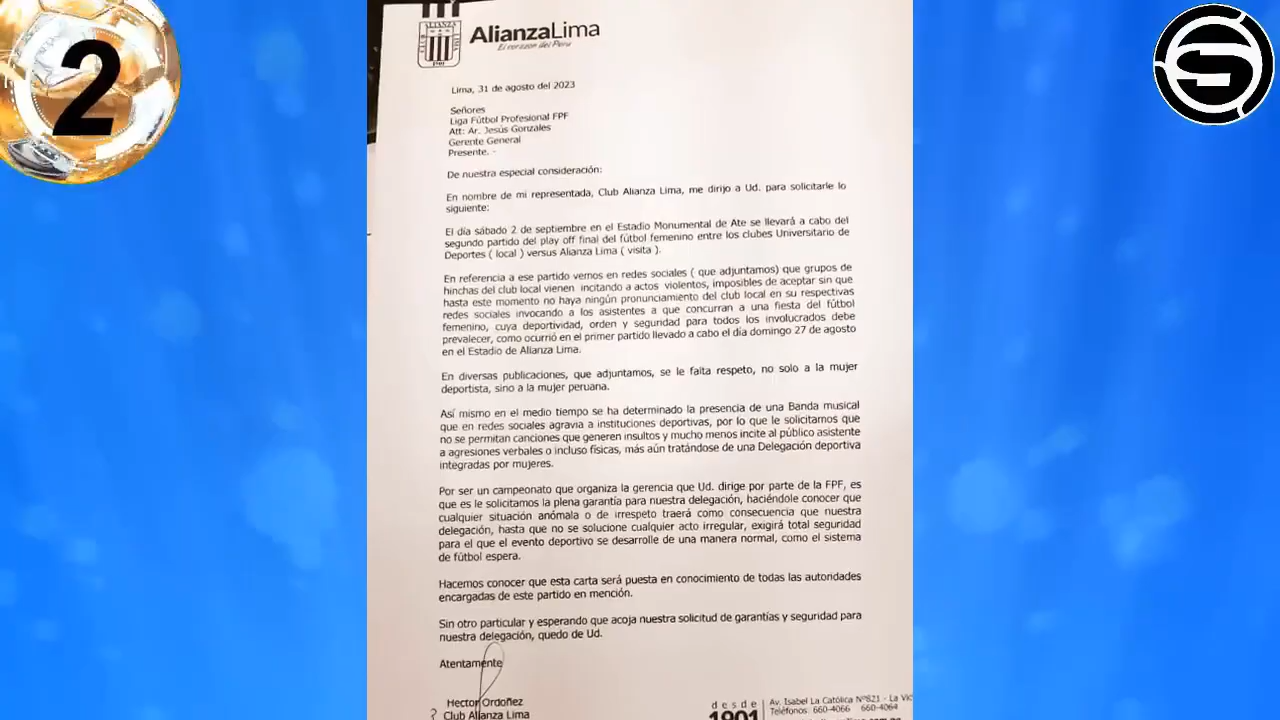 2
AlianzaLima
El corazón del Perú
ALIANZA
1901
Lima, 31 de agosto del 2023
Señores
Liga Fútbol Profesional FPF
Att: Ar. Jesús Gonzales
Gerente General
Presente. -
De nuestra especial consideración:
En nombre de mi representada, Club Alianza Lima, me dirijo a Ud. para solicitarle lo
siguiente:
El día sábado 2 de septiembre en el Estadio Monumental de Ate se llevará a cabo del
segundo partido del play off final del fútbol femenino entre los clubes Universitario de
Deportes ( local ) versus Alianza Lima ( visita ).
En referencia a ese partido vemos en redes sociales ( que adjuntamos) que grupos de
hinchas del club local vienen incitando a actos violentos, imposibles de aceptar sin que
hasta este momento no haya ningún pronunciamiento del club local en su respectivas
redes sociales invocando a los asistentes a que concurran a una fiesta del fútbol
femenino, cuya deportividad, orden y seguridad para todos los involucrados debe
prevalecer, como ocurrió en el primer partido llevado a cabo el día domingo 27 de agosto
en el Estadio de Alianza Lima.
En diversas publicaciones, que adjuntamos, se le falta respeto, no solo a la mujer
deportista, sino a la mujer peruana.
Así mismo en el medio tiempo se ha determinado la presencia de una Banda musical
que en redes sociales agravia a instituciones deportivas, por lo que le solicitamos que
no se permitan canciones que generen insultos y mucho menos incite al público asistente
a agresiones verbales o incluso físicas, más aún tratándose de una Delegación deportiva
integradas por mujeres.
Por ser un campeonato que organiza la gerencia que Ud. dirige por parte de la FPF, es
que es le solicitamos la plena garantía para nuestra delegación, haciéndole conocer que
cualquier situación anómala o de irrespeto traerá como consecuencia que nuestra
delegación, hasta que no se solucione cualquier acto irregular, exigirá total seguridad
para el que el evento deportivo se desarrolle de una manera normal, como el sistema
de fútbol espera.
Hacemos conocer que esta carta será puesta en conocimiento de todas las autoridades
encargadas de este partido en mención.
Sin otro particular y esperando que acoja nuestra solicitud de garantías y seguridad para
nuestra delegación, quedo de Ud.
Atentamente
Hector Ordoñez
Club Alianza Lima
desde
1901
Av. Isabel La Católica Nº821 - La Vic
Teléfonos: 660-4066 660-4064